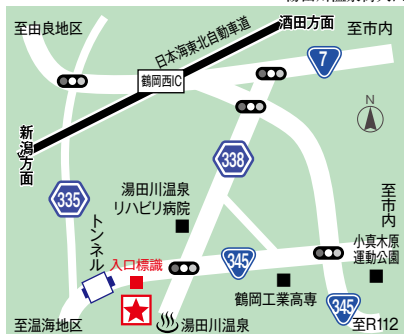 至由良地区
日本海東北自動車道
酒田方面
至市内
鶴岡西IC
7
N
新潟方面
338
335
湯田川温泉
リハビリ病院
至市内
トンネル
入口標識
345
小真木原
運動公園
鶴岡工業高専
345
至温海地区
湯田川温泉
至R112